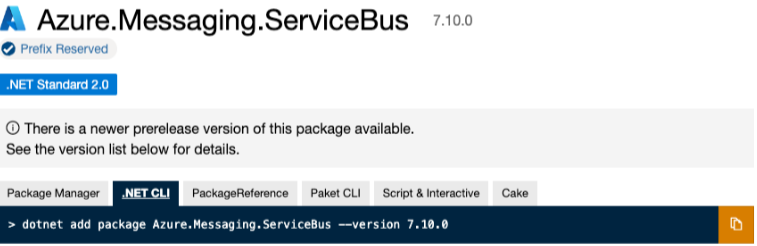 Azure.Messaging.ServiceBus 7.10.0
Prefix Reserved
.NET Standard 2.0
There is a newer prerelease version of this package available.
See the version list below for details.
Package Manager .NET CLI PackageReference Paket CLI Script & Interactive Cake
> dotnet add package Azure.Messaging.ServiceBus --version 7.10.0